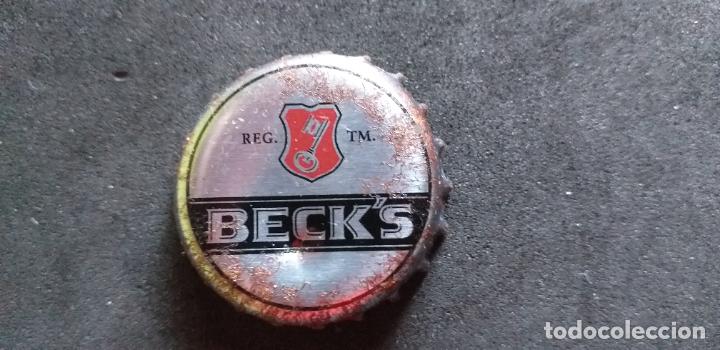 REG. TM.
BECK'S
todocoleccion